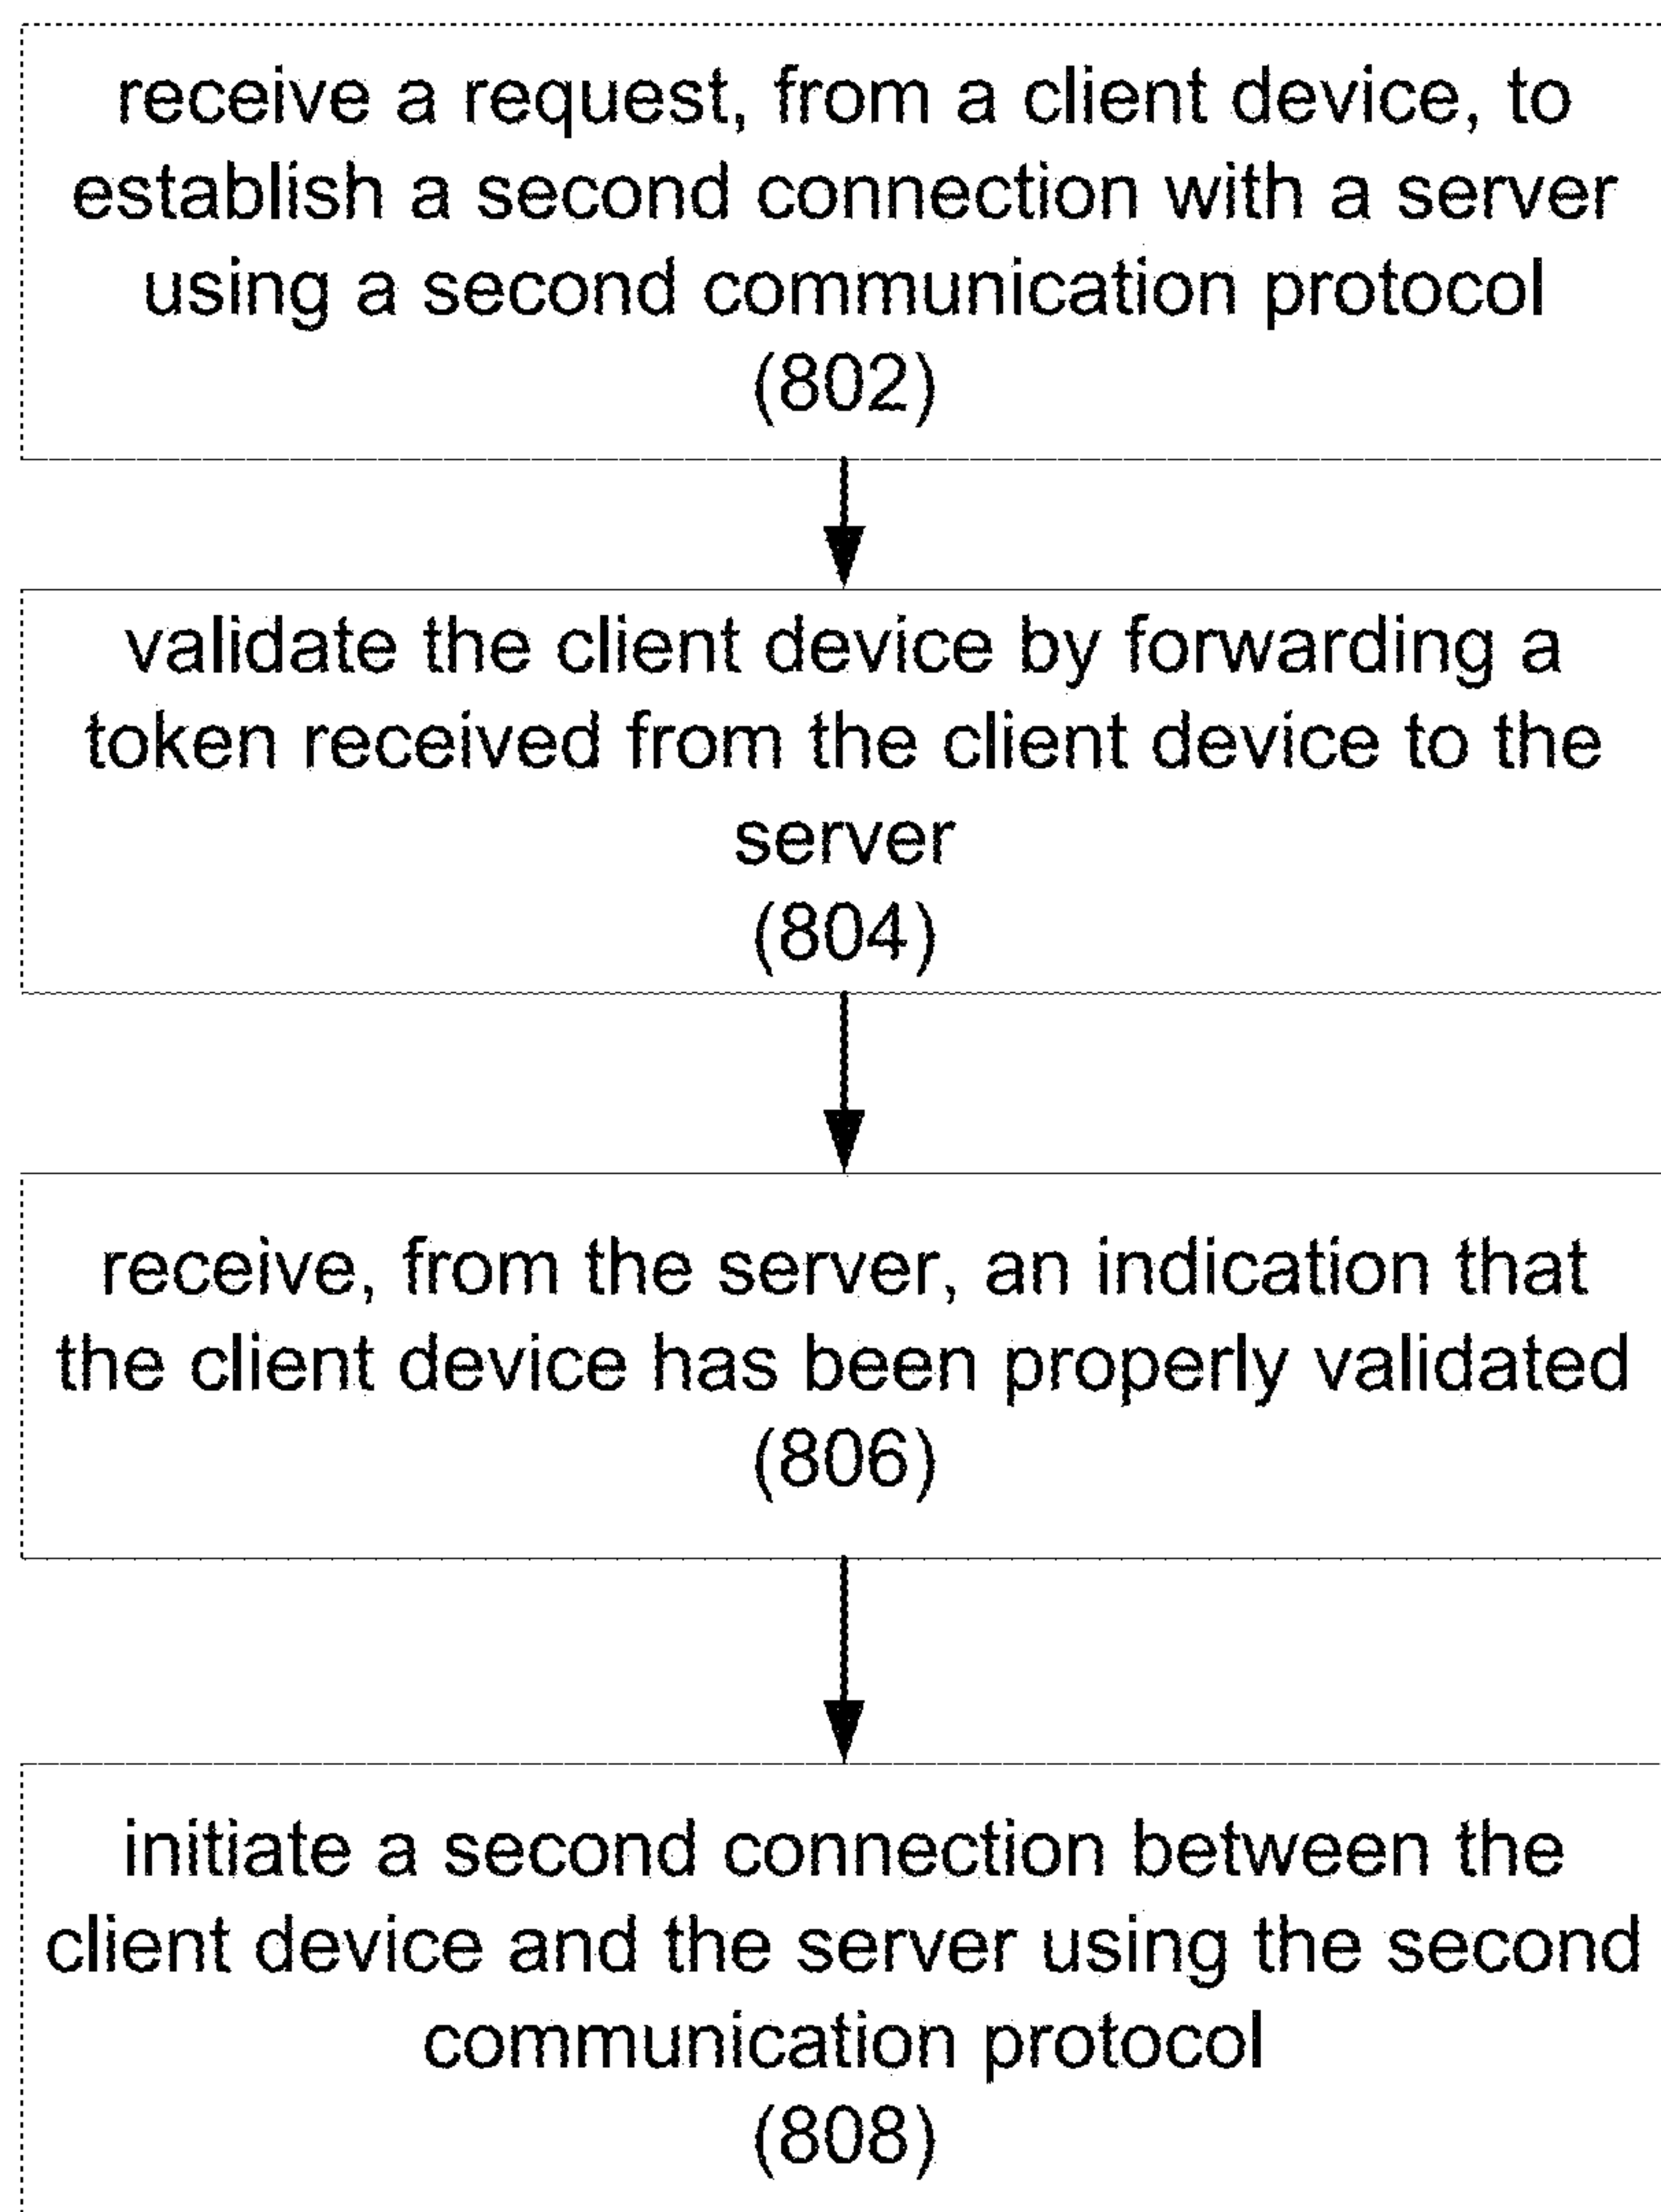 receive a request, from a client device, to
establish a second connection with a server
using a second communication protocol
(802)
validate the client device by forwarding a
token received from the client device to the
server
(804)
receive, from the server, an indication that
the client device has been properly validated
(806)
initiate a second connection between the
client device and the server using the second
communication protocol
(808)